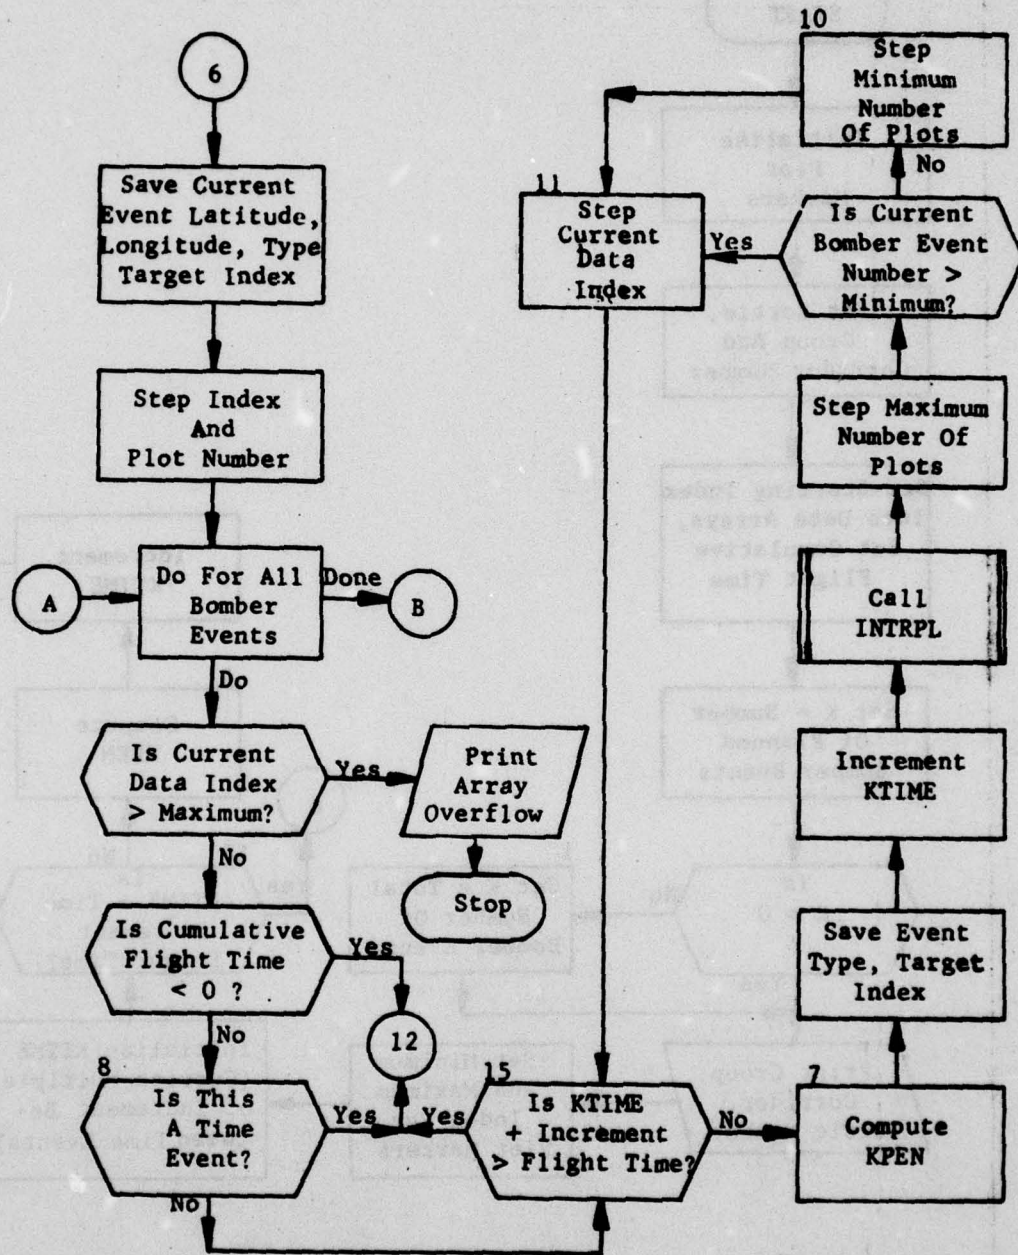 6
Save Current
Event Latitude,
Longitude, Type
Target Index
Step Index
And
Plot Number
A
Do For All
Bomber
Events
Done
B
Do
Is Current
Data Index
> Maximum?
Yes
Print
Array
Overflow
Stop
No
Is Cumulative
Flight Time
< 0 ?
Yes
12
No
8
Is This
A Time
Event?
Yes
No
15
Is KTIME
+ Increment
> Flight Time?
Yes
No
7
Compute
KPEN
Save Event
Type, Target
Index
Increment
KTIME
Call
INTRPL
Step Maximum
Number Of
Plots
Is Current
Bomber Event
Number >
Minimum?
Yes
No
10
Step
Minimum
Number
Of Plots
11
Step
Current
Data
Index